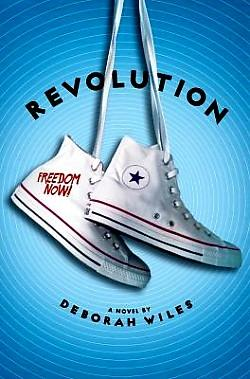 REVOLUTION
FREEDOM
NOW!
A NOVEL BY
DEBORAH WILES